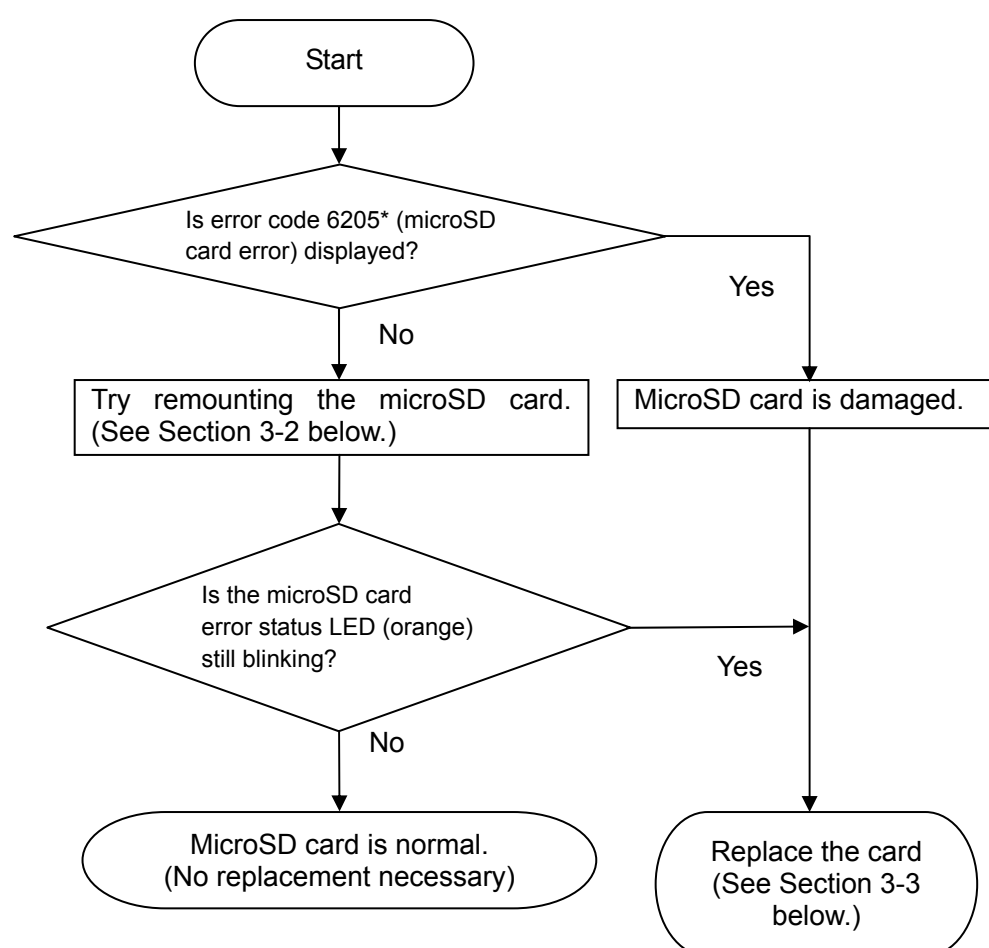 Start
Is error code 6205* (microSD
card error) displayed?
Yes
No
Try remounting the microSD card.
(See Section 3-2 below.)
MicroSD card is damaged.
Is the microSD card
error status LED (orange)
still blinking?
Yes
No
MicroSD card is normal.
(No replacement necessary)
Replace the card
(See Section 3-3
below.)